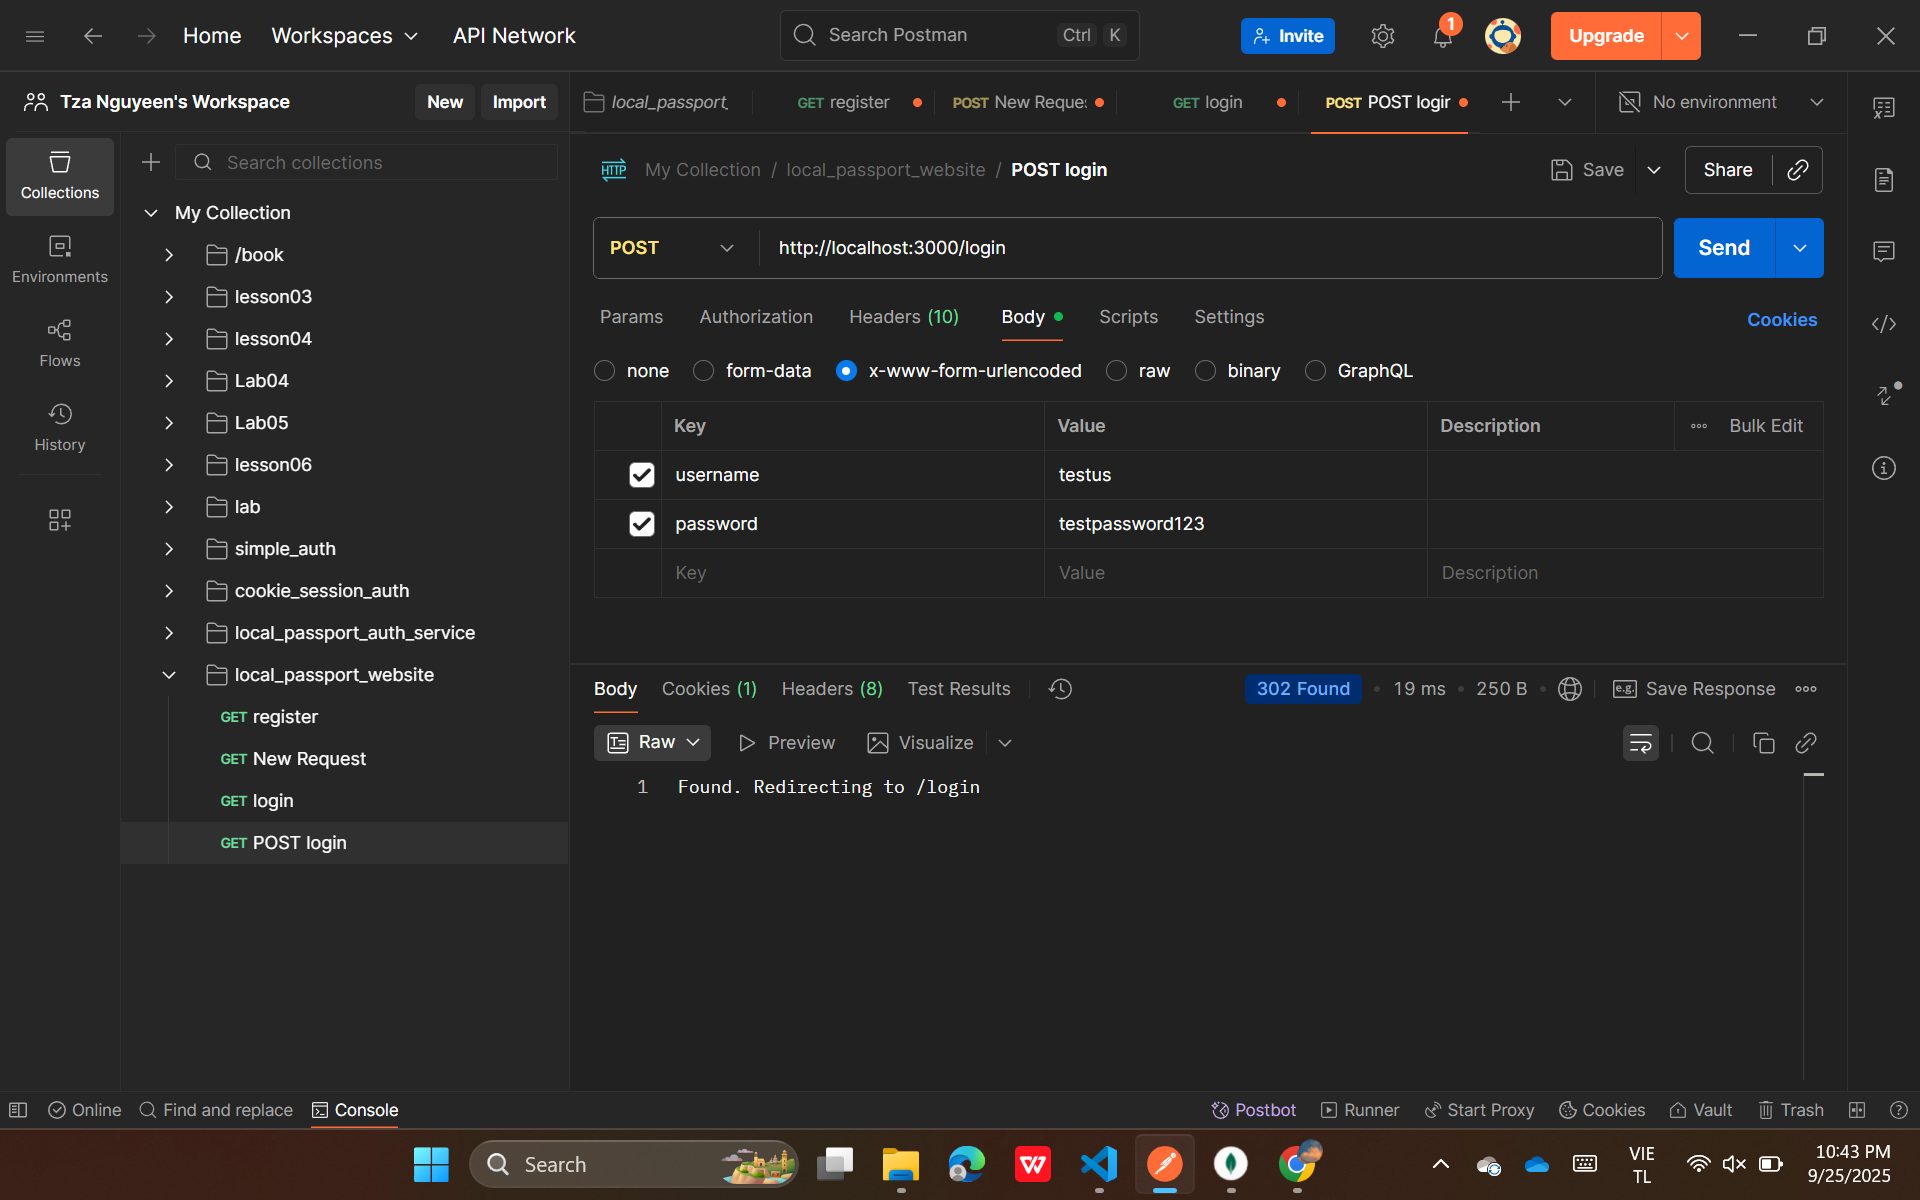 Home
Workspaces
API Network
Search Postman
Ctrl K
Invite
1
Upgrade
Tza Nguyeen's Workspace
New
Import
local_passport_
GET register
POST New Reque
GET login
POST POST login
No environment
Collections
Environments
Flows
History
Search collections
My Collection
/book
lesson03
lesson04
Lab04
Lab05
lesson06
lab
simple_auth
cookie_session_auth
local_passport_auth_service
local_passport_website
GET register
GET New Request
GET login
GET POST login
HTTP
My Collection / local_passport_website / POST login
Save
Share
POST
http://localhost:3000/login
Send
Params
Authorization
Headers (10)
Body
Scripts
Settings
Cookies
none
form-data
x-www-form-urlencoded
raw
binary
GraphQL
Key
Value
Description
Bulk Edit
username
testus
password
testpassword123
Key
Value
Description
Body
Cookies (1)
Headers (8)
Test Results
302 Found
19 ms
250 B
e.g. Save Response
Raw
Preview
Visualize
1 Found. Redirecting to /login
Online
Find and replace
Console
Postbot
Runner
Start Proxy
Cookies
Vault
Trash
Search
VIE
TL
10:43 PM
9/25/2025